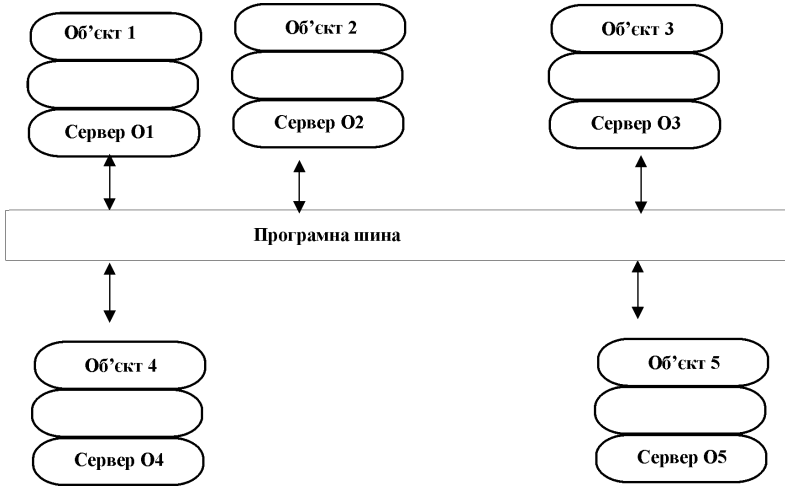 Об’єкт 1
Об’єкт 2
Об’єкт 3
Сервер О1
Сервер О2
Сервер О3
Програмна шина
Об’єкт 4
Об’єкт 5
Сервер О4
Сервер О5